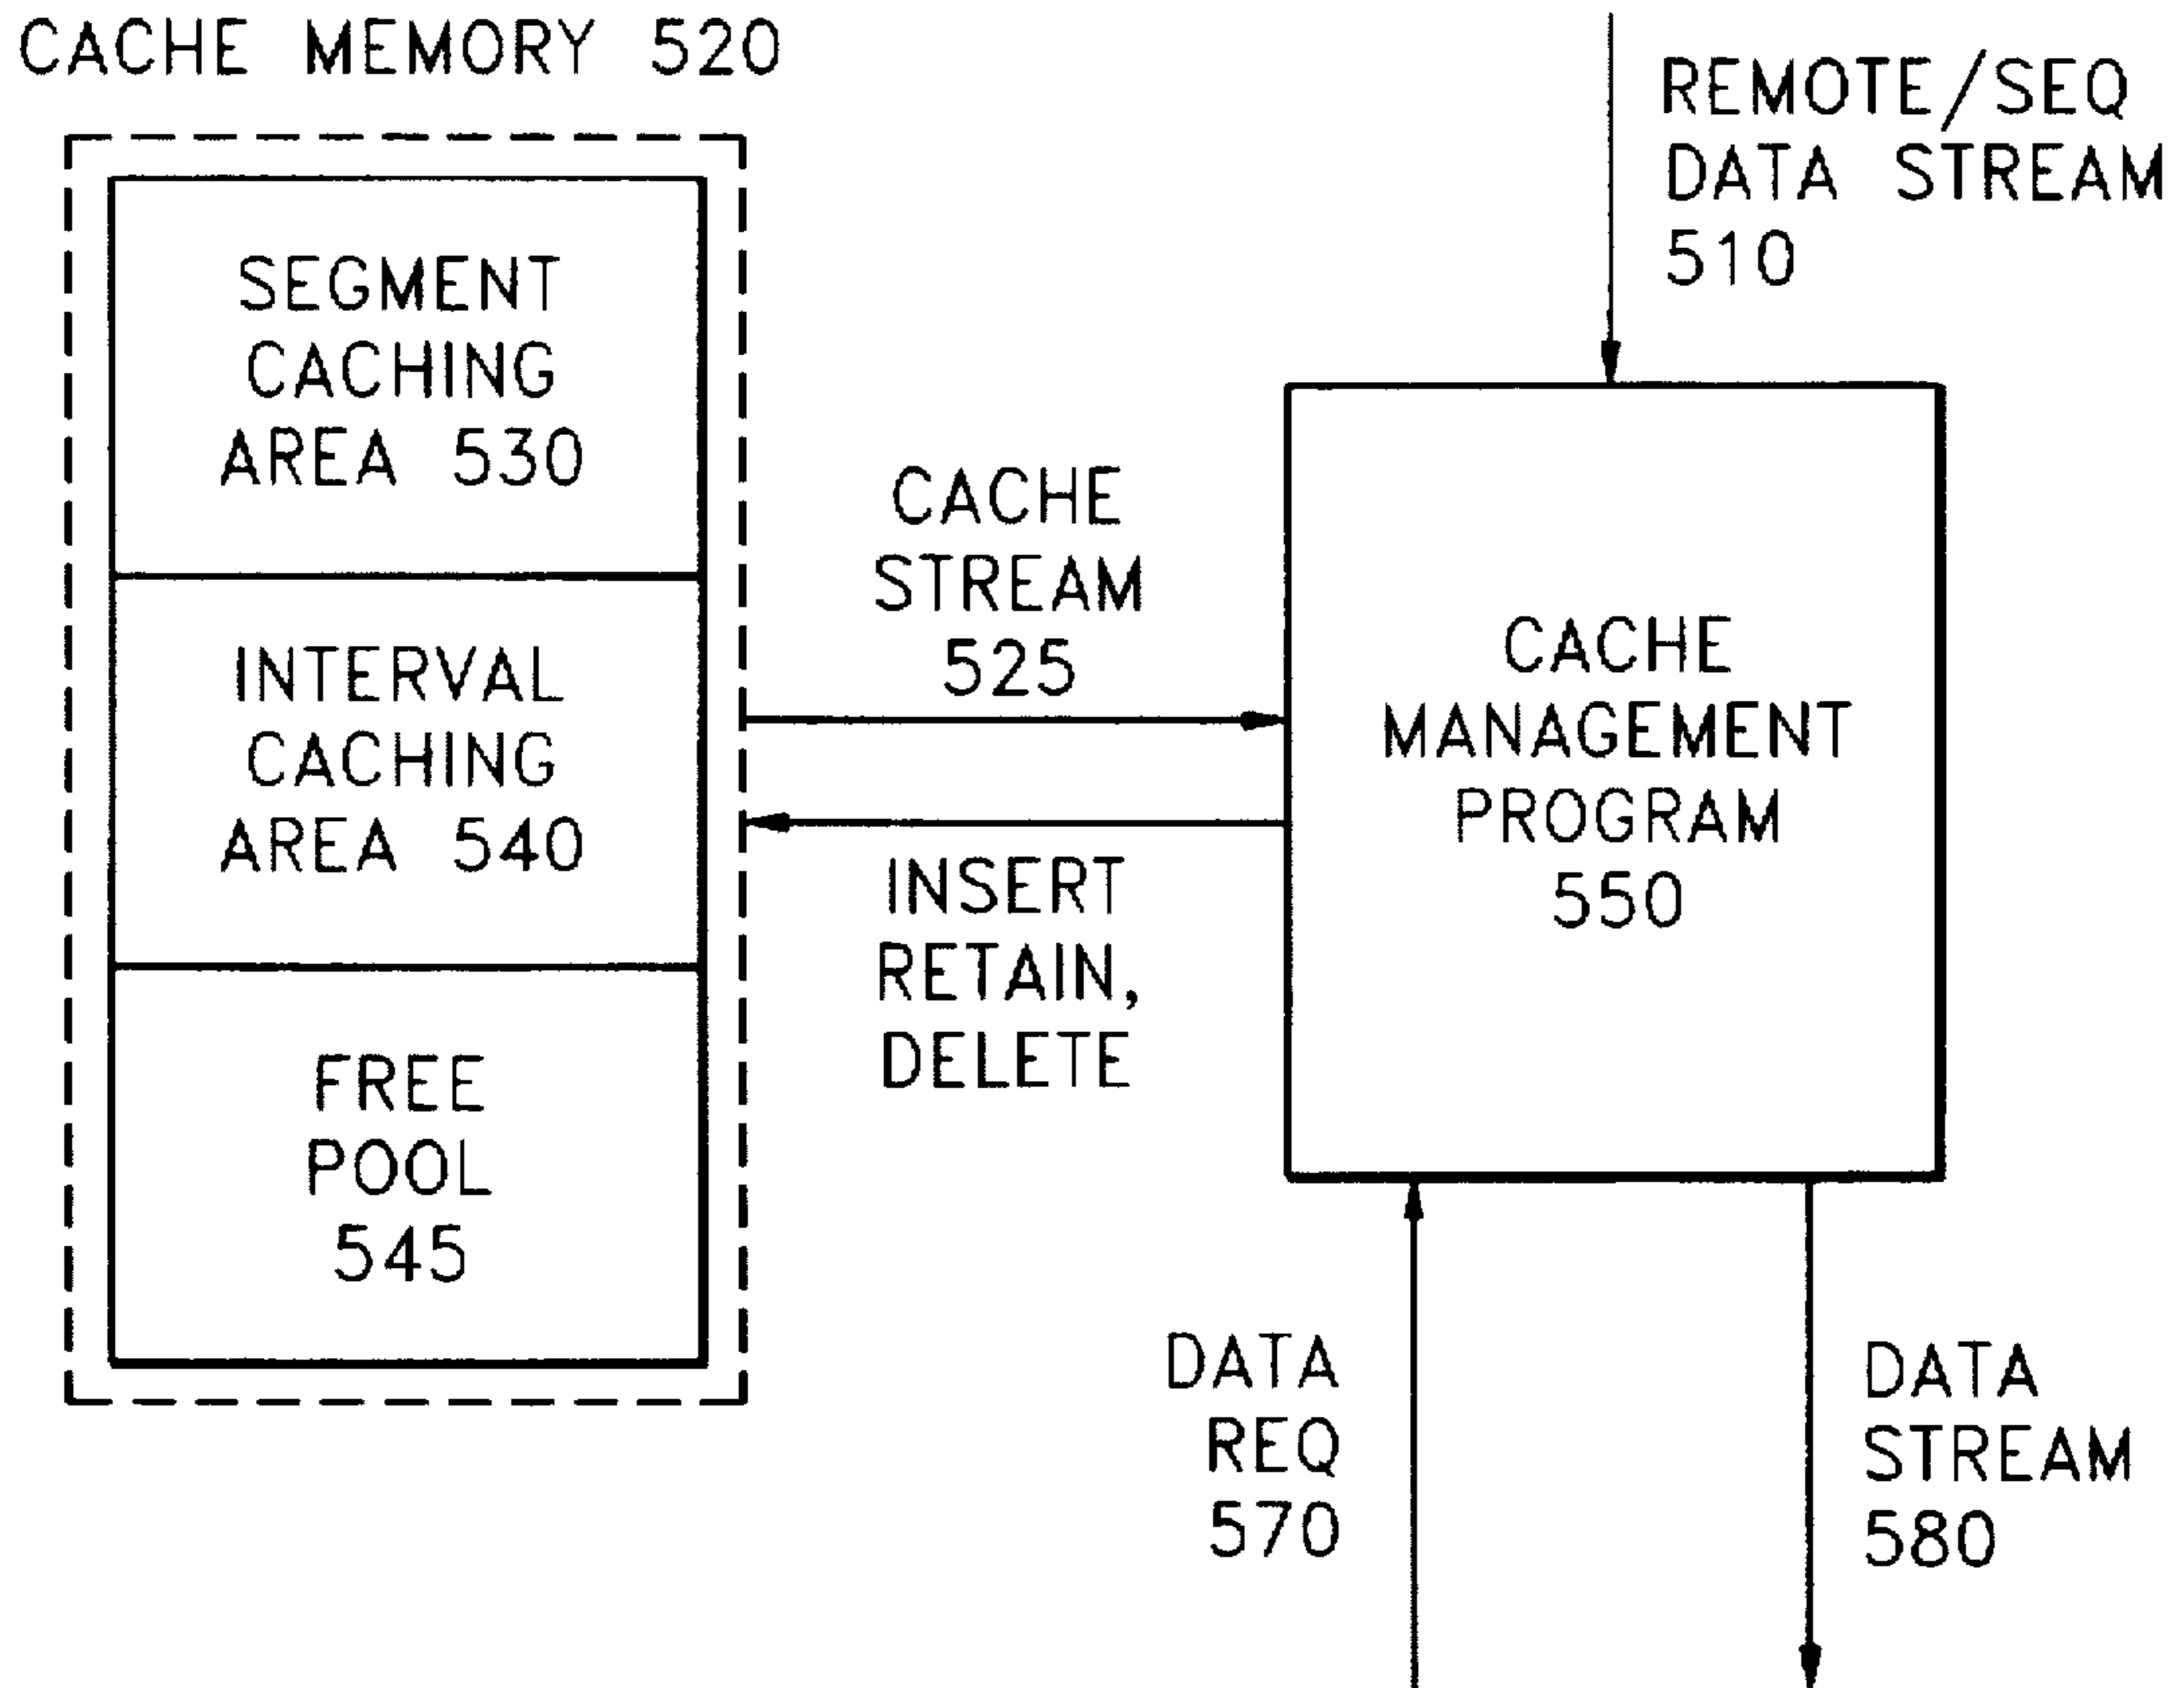 CACHE MEMORY 520
SEGMENT
CACHING
AREA 530
INTERVAL
CACHING
AREA 540
FREE
POOL
545
CACHE
STREAM
525
INSERT
RETAIN,
DELETE
REMOTE/SEQ
DATA STREAM
510
CACHE
MANAGEMENT
PROGRAM
550
DATA
REQ
570
DATA
STREAM
580